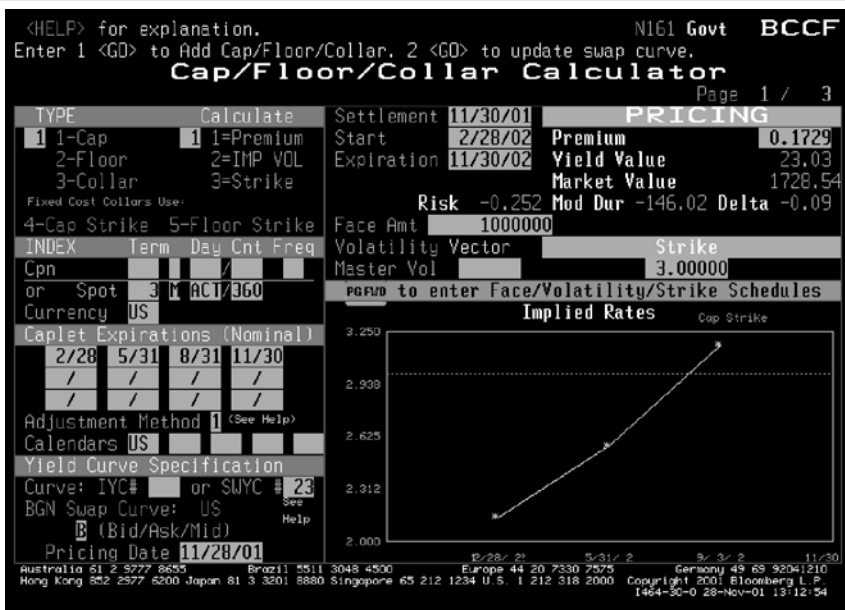 <HELP> for explanation. N161 Govt BCCF
Enter 1 <GO> to Add Cap/Floor/Collar. 2 <GO> to update swap curve.
Cap/Floor/Collar Calculator
Page 1 / 3
TYPE Calculate
1 1-Cap 1 1=Premium
2-Floor 2=IMP VOL
3-Collar 3=Strike
Fixed Cost Collars Use:
4-Cap Strike 5-Floor Strike
INDEX Term Day Cnt Freq
Cpn /
or Spot 3 M ACT/360
Currency US
Caplet Expirations (Nominal)
2/28 5/31 8/31 11/30
/ / / /
/ / / /
Adjustment Method 1 (See Help)
Calendars US
Yield Curve Specification
Curve: IYC# or SWYC # 23
BGN Swap Curve: US See
Help
B (Bid/Ask/Mid)
Pricing Date 11/28/01
Settlement 11/30/01 PRICING
Start 2/28/02 Premium 0.1729
Expiration 11/30/02 Yield Value 23.03
Market Value 1728.54
Risk -0.252 Mod Dur -146.02 Delta -0.09
Face Amt 1000000
Volatility Vector Strike
Master Vol 3.00000
PGFWD to enter Face/Volatility/Strike Schedules
Implied Rates Cap Strike
3.250
2.938
2.625
2.312
2.000
5/31/ 2 9/ 3/ 2 11/30
Australia 61 2 9777 8655 Brazil 5511 3048 4500 Europe 44 20 7330 7575 Germany 49 69 92041210
Hong Kong 852 2977 6200 Japan 81 3 3201 8880 Singapore 65 212 1234 U.S. 1 212 318 2000 Copyright 2001 Bloomberg L.P.
I464-30-0 28-Nov-01 13:12:54